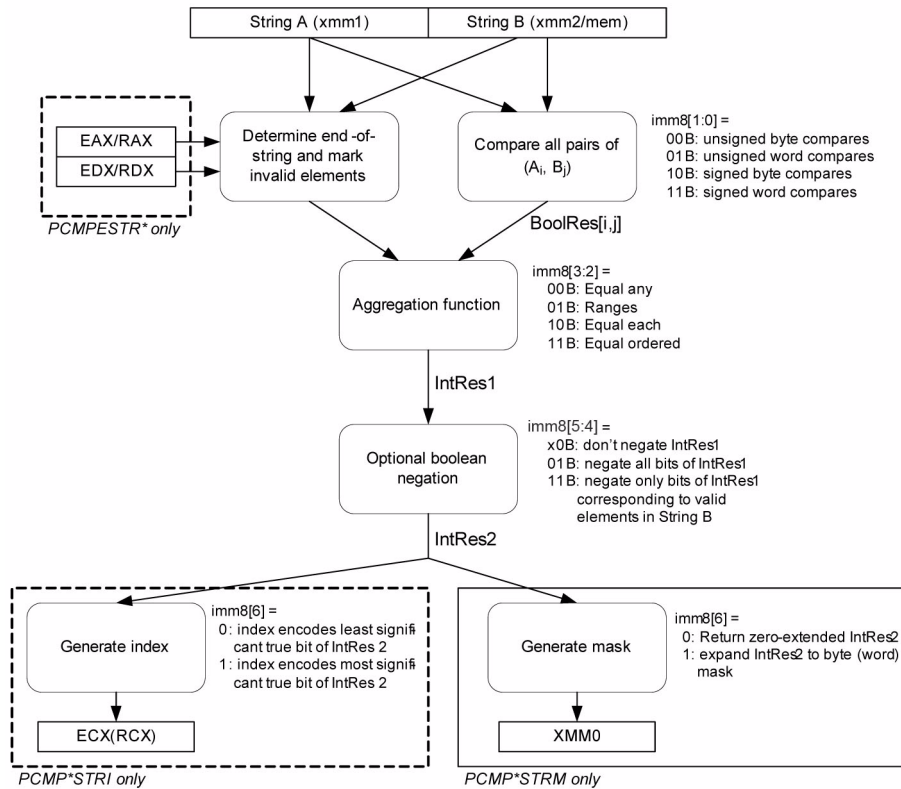 String A (xmm1)
String B (xmm2/mem)
EAX/RAX
EDX/RDX
PCMPESTR* only
Determine end-of-
string and mark
invalid elements
Compare all pairs of
(Ai, Bj)
imm8[1:0] =
00B: unsigned byte compares
01B: unsigned word compares
10B: signed byte compares
11B: signed word compares
BoolRes[i,j]
Aggregation function
imm8[3:2] =
00B: Equal any
01B: Ranges
10B: Equal each
11B: Equal ordered
IntRes1
Optional boolean
negation
imm8[5:4] =
x0B: don't negate IntRes1
01B: negate all bits of IntRes1
11B: negate only bits of IntRes1
corresponding to valid
elements in String B
IntRes2
Generate index
imm8[6] =
0: index encodes least signifi
cant true bit of IntRes 2
1: index encodes most signifi
cant true bit of IntRes 2
ECX(RCX)
PCMP*STRI only
Generate mask
imm8[6] =
0: Return zero-extended IntRes2
1: expand IntRes2 to byte (word)
mask
XMM0
PCMP*STRM only